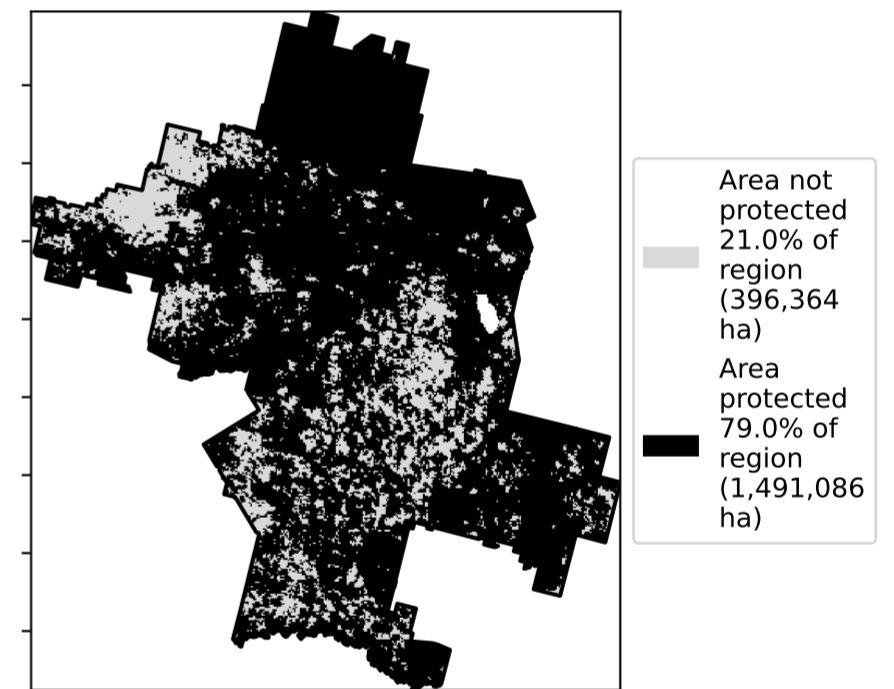 Area not
protected
21.0% of
region
(396,364
ha)
Area
protected
79.0% of
region
(1,491,086
ha)